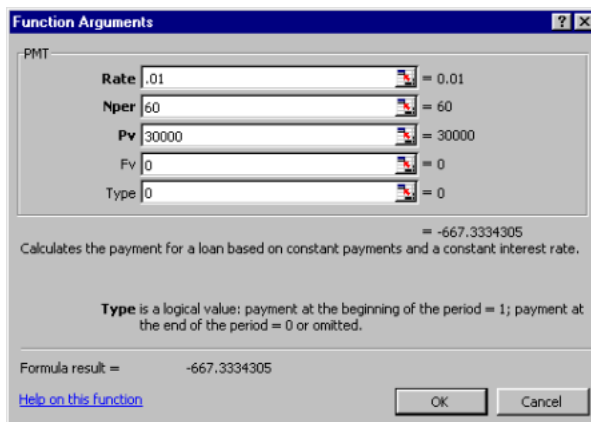 Function Arguments
PMT
Rate .01 = 0.01
Nper 60 = 60
Pv 30000 = 30000
Fv 0 = 0
Type 0 = 0
= -667.3334305
Calculates the payment for a loan based on constant payments and a constant interest rate.
Type is a logical value: payment at the beginning of the period = 1; payment at
the end of the period = 0 or omitted.
Formula result = -667.3334305
Help on this function OK Cancel